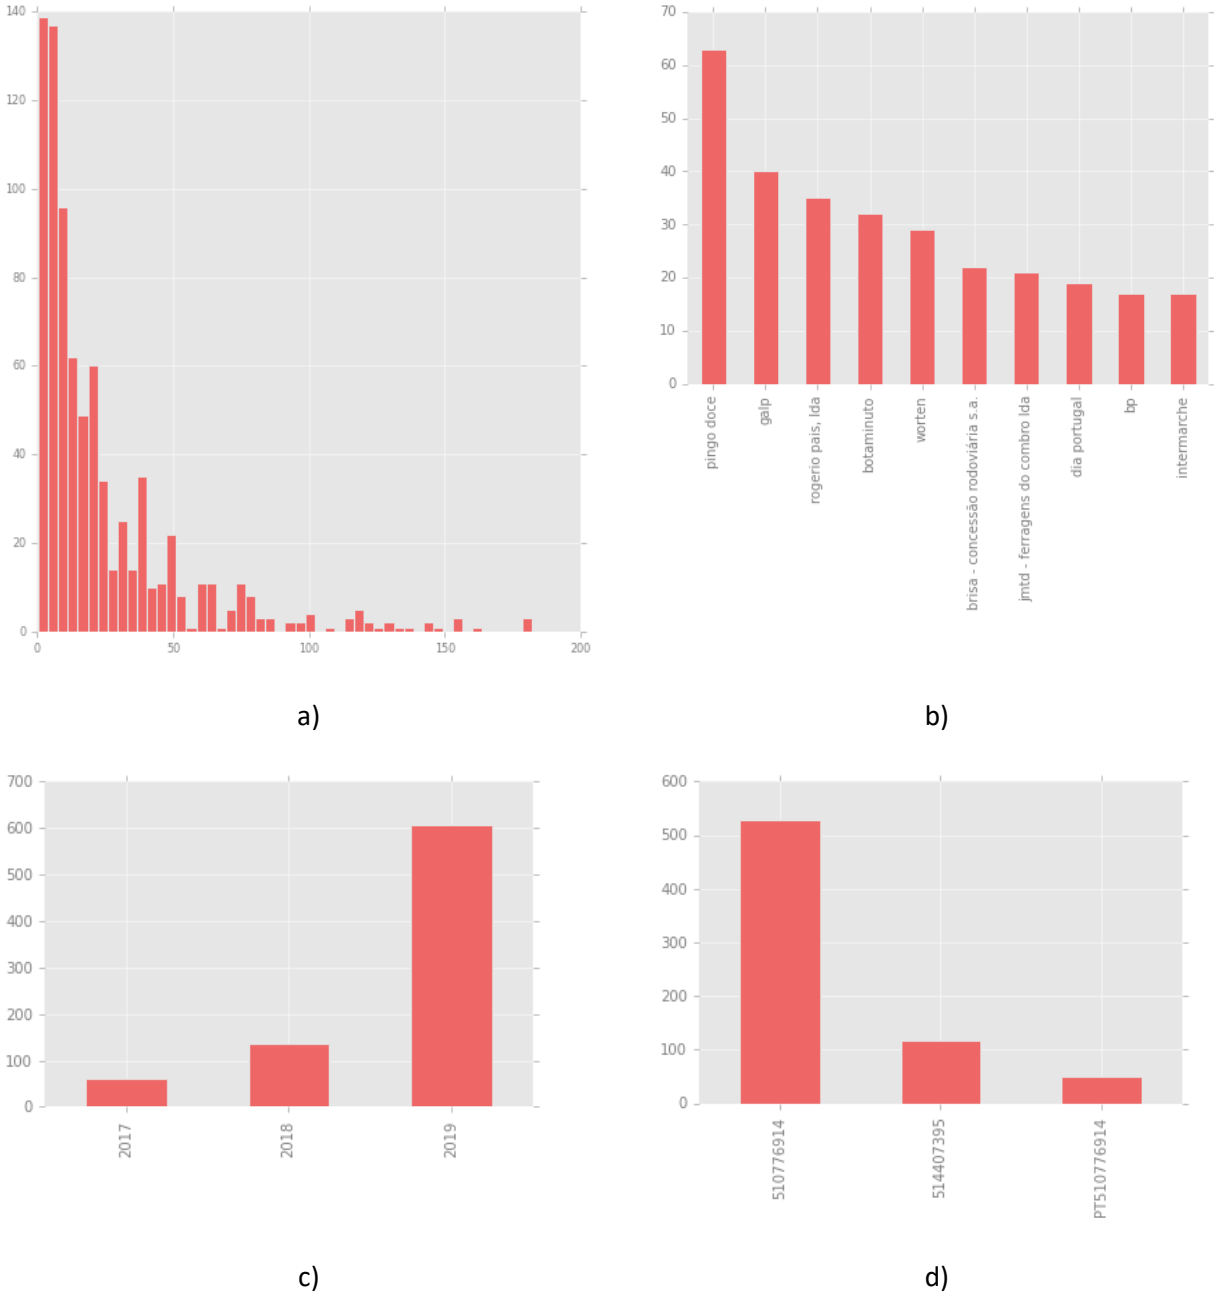 140
120
100
80
60
40
20
0
0 50 100 150 200
a)
70
60
50
40
30
20
10
0
pingo doce
galp
rogerio pais, lda
botaminuto
worten
brisa - concessão rodoviária s.a.
jmtd - ferragens do combro lda
dia portugal
bp
intermarche
b)
700
600
500
400
300
200
100
0
2017
2018
2019
c)
600
500
400
300
200
100
0
510776914
514407395
PT510776914
d)